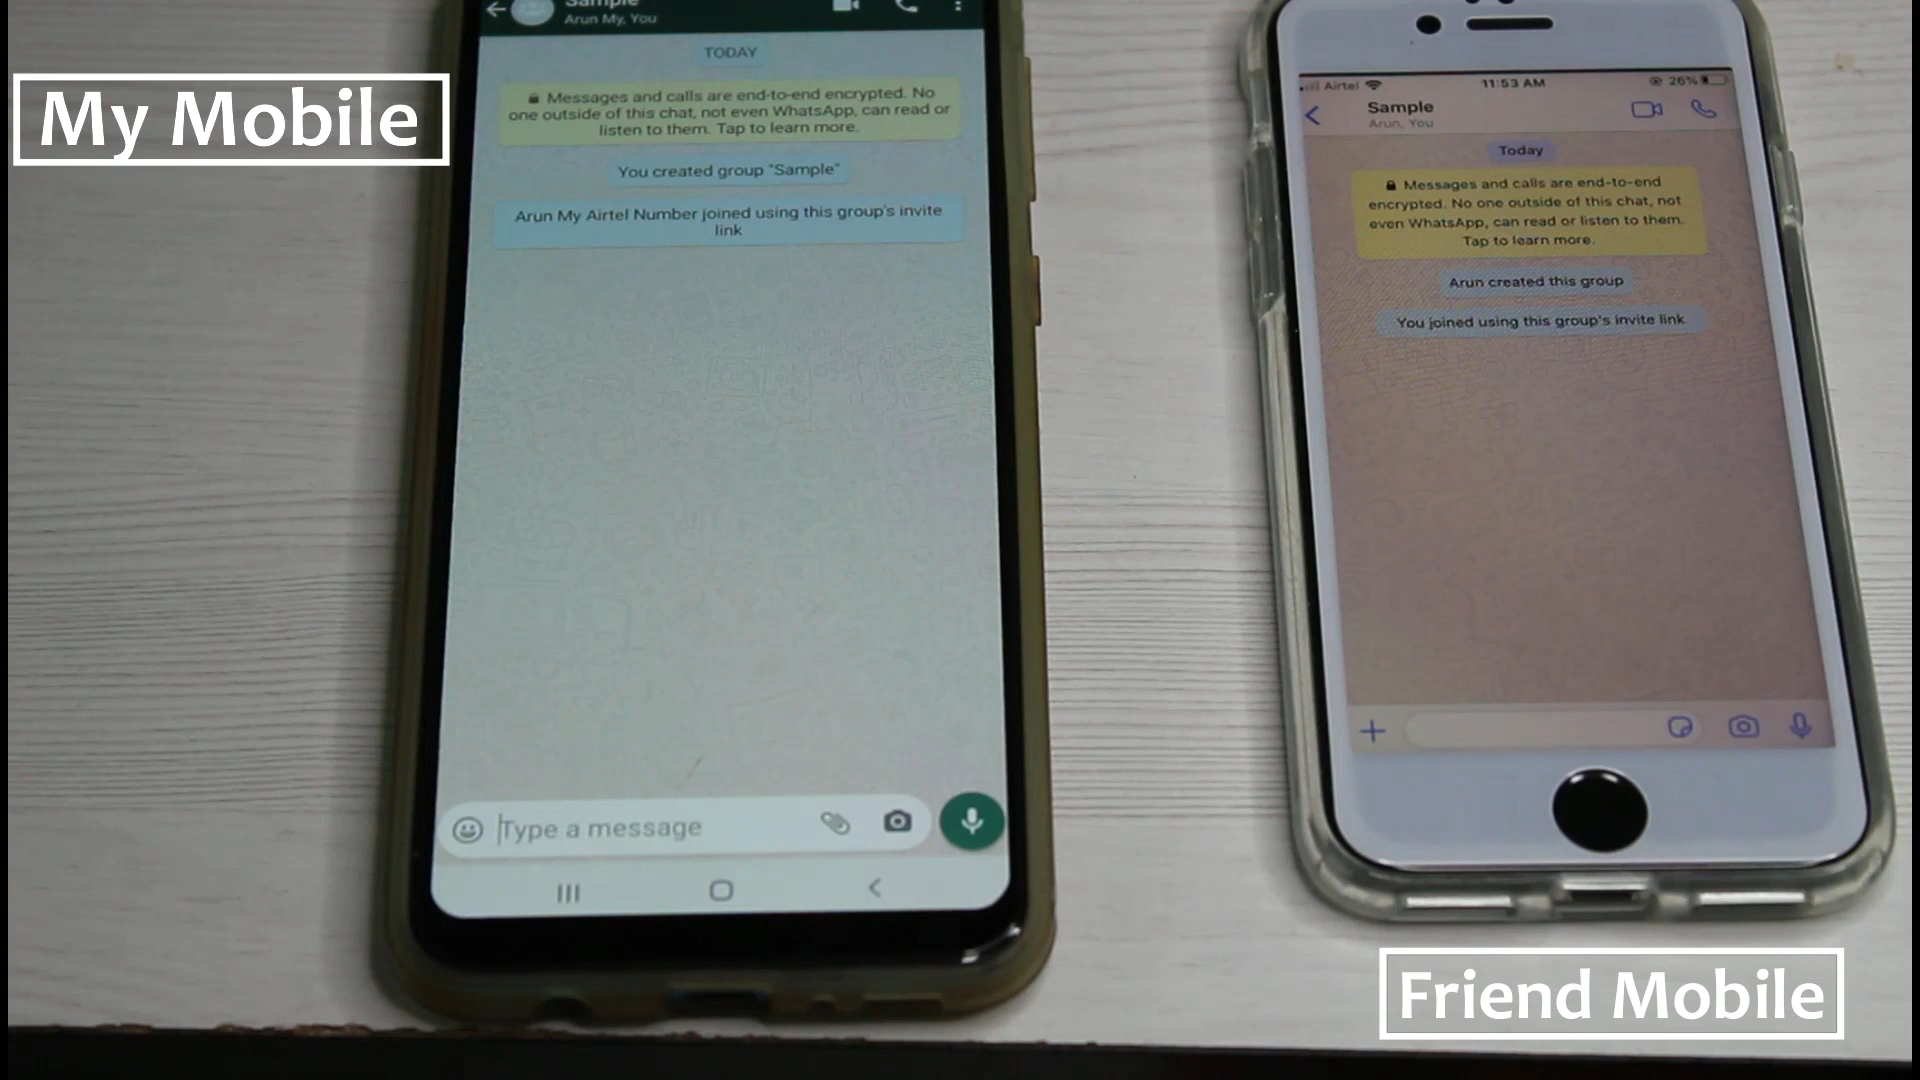 My Mobile
Sample
Arun My, You
TODAY
Messages and calls are end-to-end encrypted. No
one outside of this chat, not even WhatsApp, can read or
listen to them. Tap to learn more.
You created group "Sample"
Arun My Airtel Number joined using this group's invite
link
Type a message
Airtel
11:53 AM
26%
Sample
Arun, You
Today
Messages and calls are end-to-end
encrypted. No one outside of this chat, not
even WhatsApp, can read or listen to them.
Tap to learn more.
Arun created this group
You joined using this group's invite link
Friend Mobile